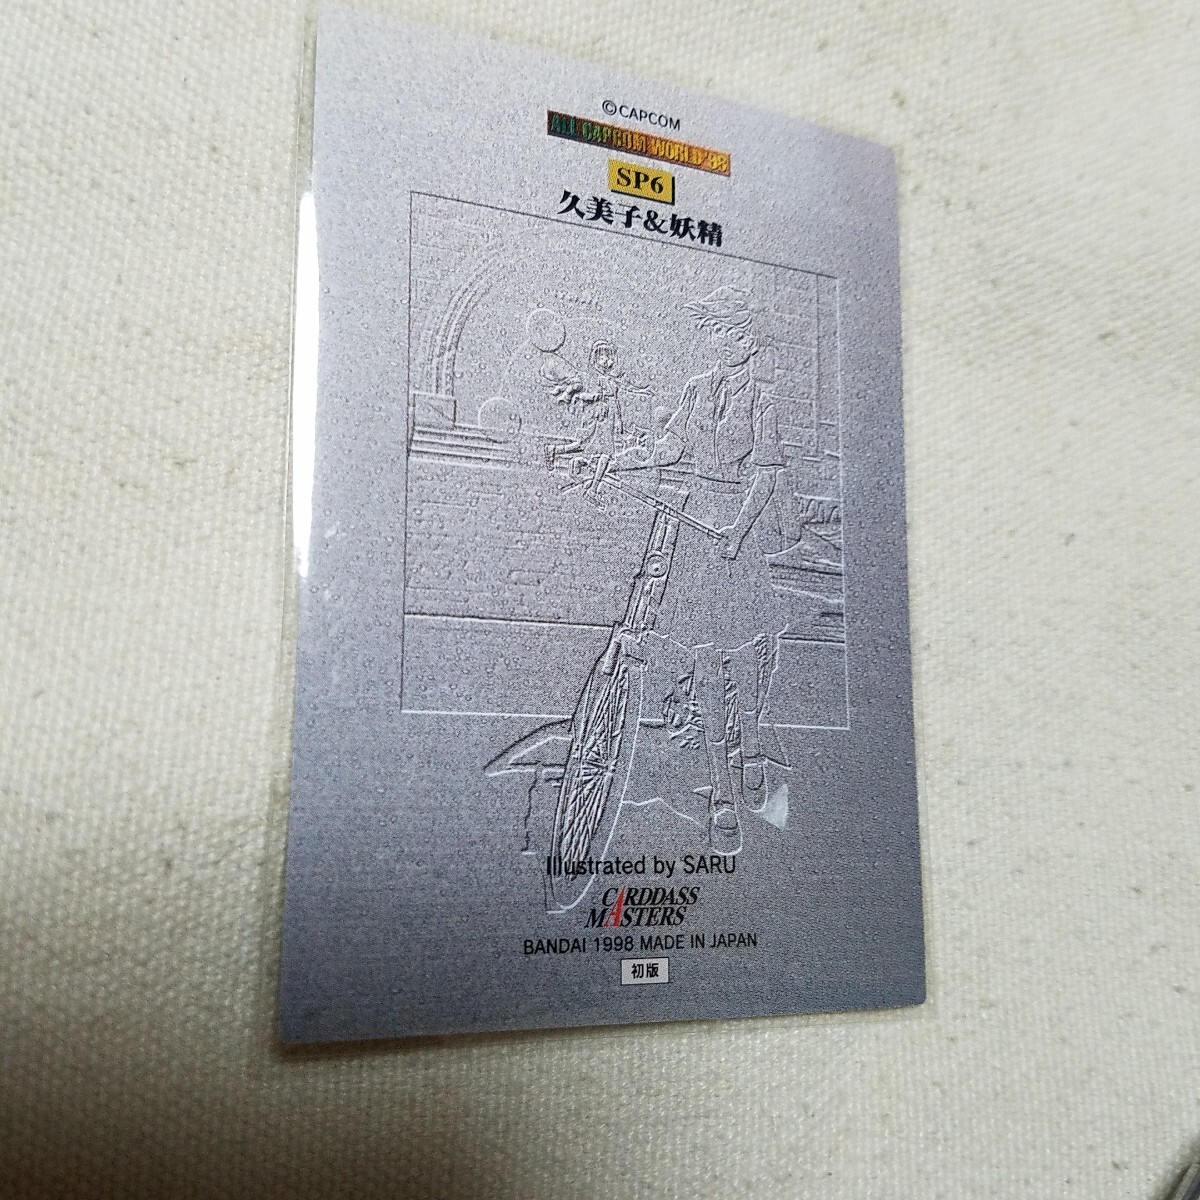 ©CAPCOM
ALL CAPCOM WORLD'98
SP6
久美子&妖精
Illustrated by SARU
CARDDASS
MASTERS
BANDAI 1998 MADE IN JAPAN
初版